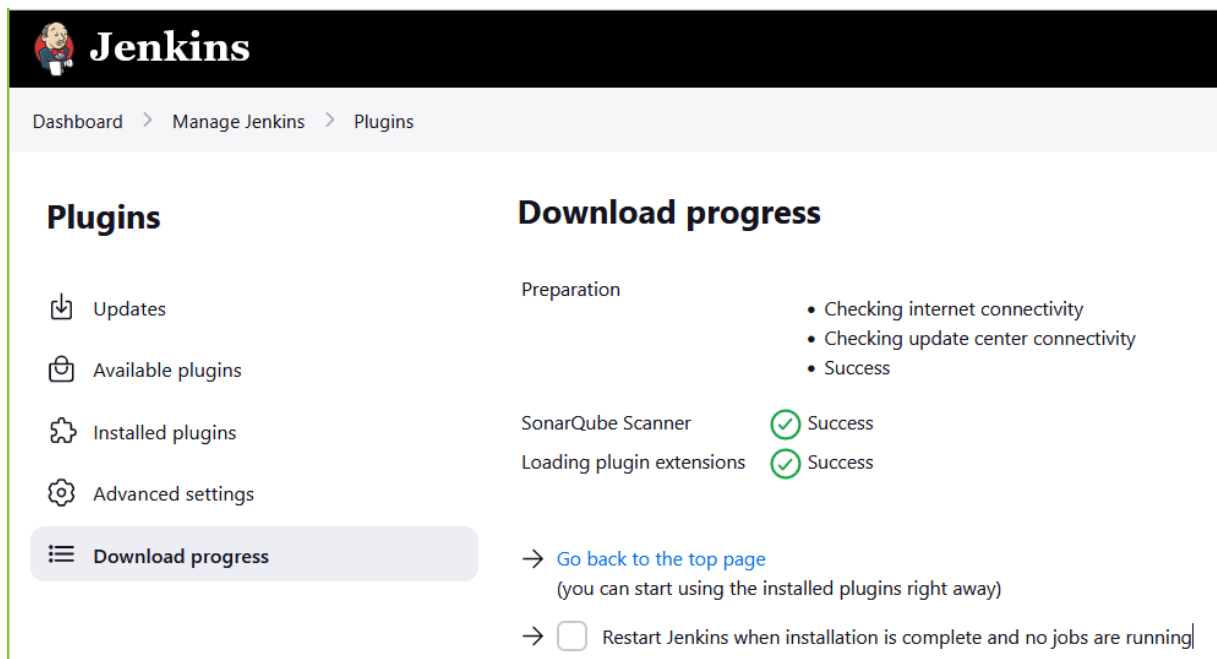 Jenkins
Dashboard > Manage Jenkins > Plugins
Plugins
Updates
Available plugins
Installed plugins
Advanced settings
Download progress
Download progress
Preparation
• Checking internet connectivity
• Checking update center connectivity
• Success
SonarQube Scanner Success
Loading plugin extensions Success
→ Go back to the top page
(you can start using the installed plugins right away)
→ Restart Jenkins when installation is complete and no jobs are running